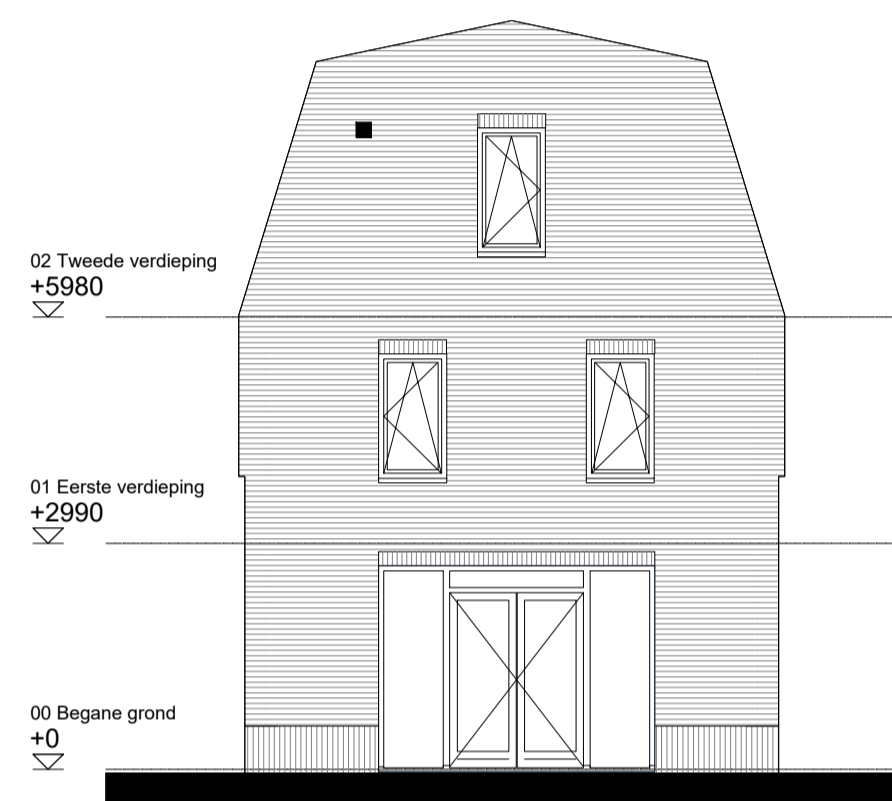 02 Tweede verdieping
+5980
01 Eerste verdieping
+2990
00 Begane grond
+0